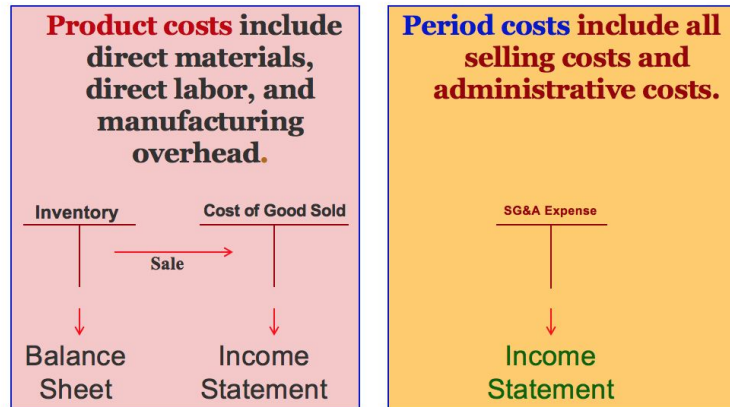 Product costs include
direct materials,
direct labor, and
manufacturing
overhead.
Inventory
Cost of Good Sold
Sale
Balance
Sheet
Income
Statement
Period costs include all
selling costs and
administrative costs.
SG&A Expense
Income
Statement